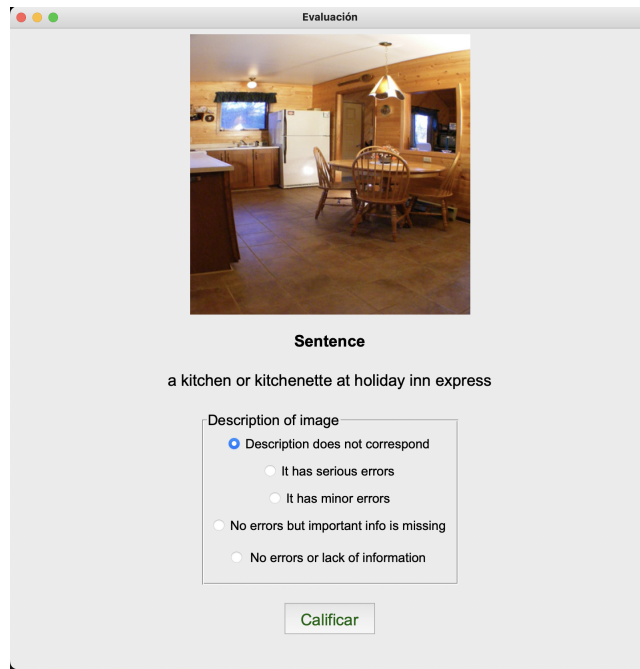 Evaluación
Sentence
a kitchen or kitchenette at holiday inn express
Description of image
Description does not correspond
It has serious errors
It has minor errors
No errors but important info is missing
No errors or lack of information
Calificar